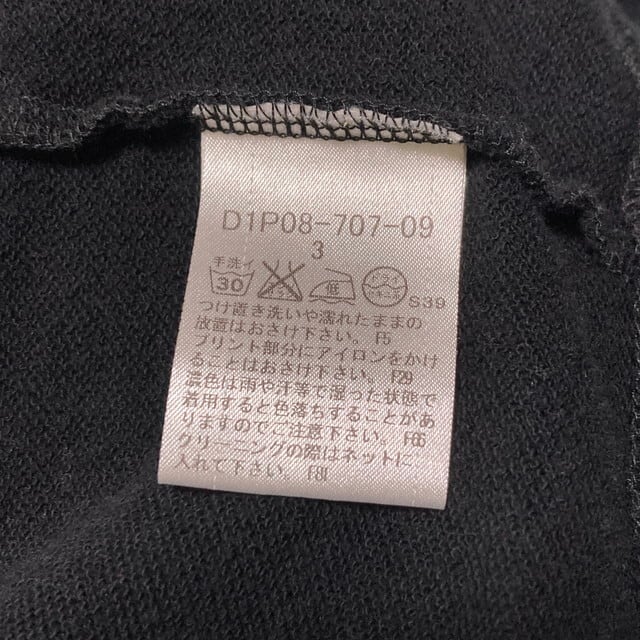 D1P08-707-09
3
手洗イ
30 低 ドライ S39
つけ置き洗いや濡れたままの
放置はおさけ下さい。F5
プリント部分にアイロンをかけ
ることはお避け下さい。F29
濃色は雨や汗等で湿った状態で
着用すると色落ちすることがあ
りますのでご注意下さい。F66
クリーニングの際はネットに
入れて下さい。F81